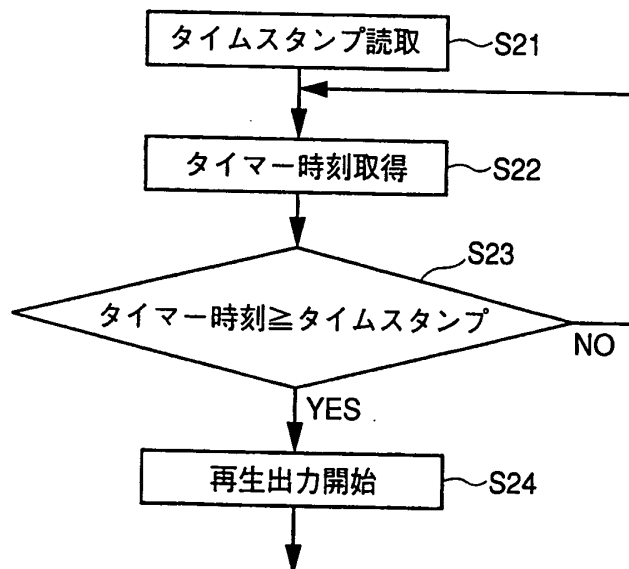 タイムスタンプ読取 S21
タイマー時刻取得 S22
S23
タイマー時刻≧タイムスタンプ
NO
YES
再生出力開始 S24